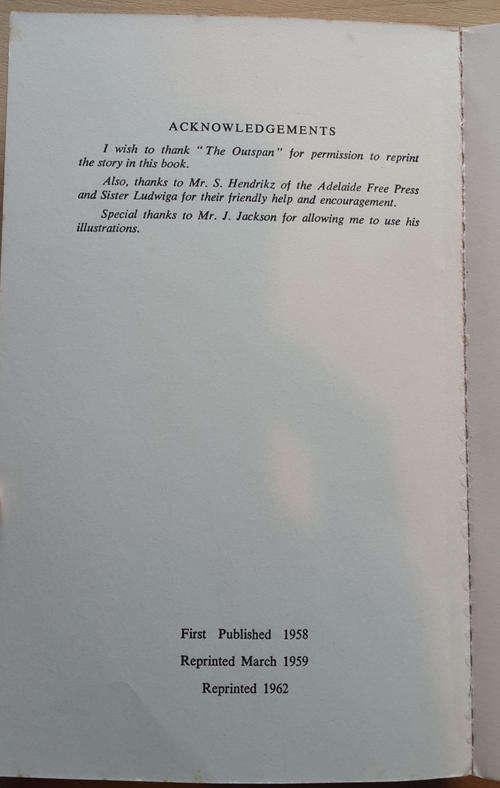 ACKNOWLEDGEMENTS
I wish to thank "The Outspan" for permission to reprint
the story in this book.
Also, thanks to Mr. S. Hendrikz of the Adelaide Free Press
and Sister Ludwiga for their friendly help and encouragement.
Special thanks to Mr. J. Jackson for allowing me to use his
illustrations.
First Published 1958
Reprinted March 1959
Reprinted 1962